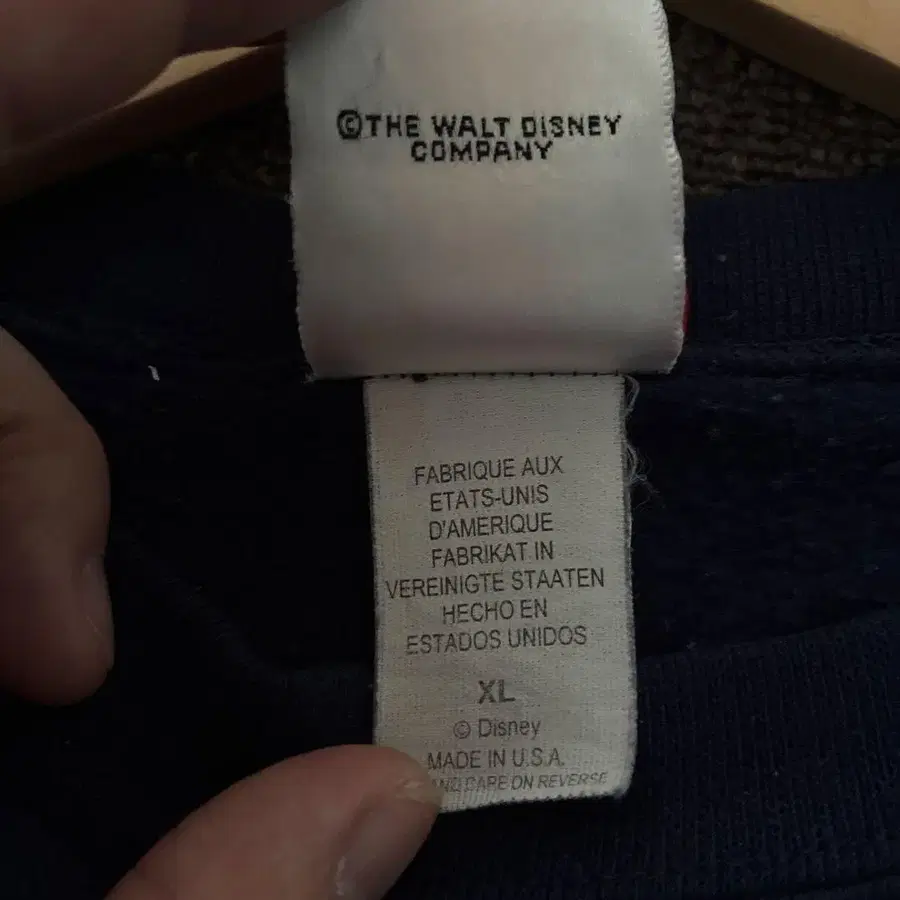 ©THE WALT DISNEY
COMPANY
FABRIQUE AUX
ETATS-UNIS
D'AMERIQUE
FABRIKAT IN
VEREINIGTE STAATEN
HECHO EN
ESTADOS UNIDOS
XL
© Disney
MADE IN U.S.A.
AND CARE ON REVERSE